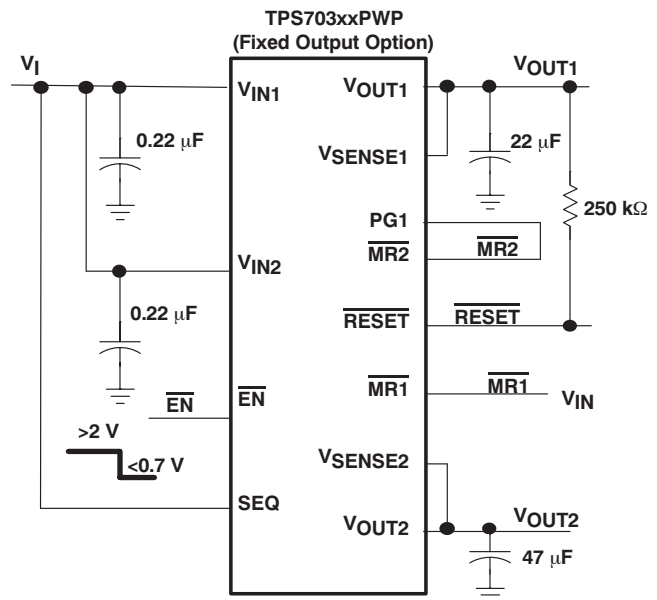 TPS703xxPWP
(Fixed Output Option)
VI
VIN1
VOUT1
VOUT1
0.22 μF
VSENSE1
22 μF
250 kΩ
PG1
MR2
MR2
VIN2
0.22 μF
RESET
RESET
EN
EN
MR1
MR1
VIN
>2 V
<0.7 V
VSENSE2
SEQ
VOUT2
VOUT2
47 μF